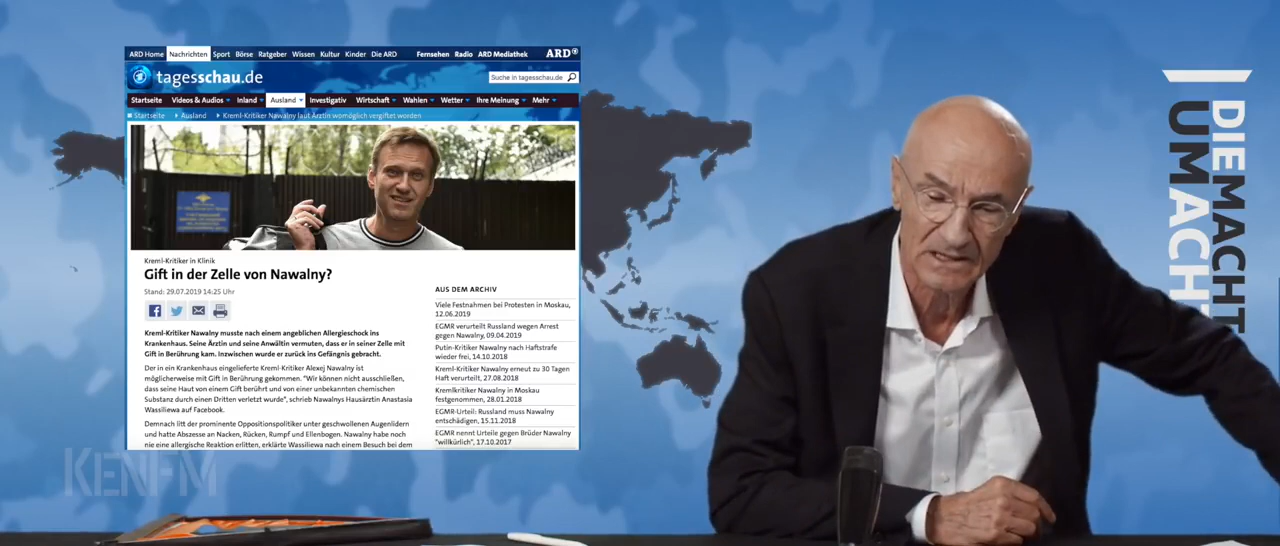 ARD Home Nachrichten Sport Börse Ratgeber Wissen Kultur Kinder Die ARD Fernsehen Radio ARD Mediathek ARD
tagesschau.de
Suche in tagesschau.de
Startseite Videos & Audios Inland Ausland Investigativ Wirtschaft Wahlen Wetter Ihre Meinung Mehr
Startseite Ausland Kreml-Kritiker Nawalny laut Ärztin womöglich vergiftet worden
Kreml-Kritiker in Klinik
Gift in der Zelle von Nawalny?
Stand: 29.07.2019 14:25 Uhr
Kreml-Kritiker Nawalny musste nach einem angeblichen Allergieschock ins
Krankenhaus. Seine Ärztin und seine Anwältin vermuten, dass er in seiner Zelle mit
Gift in Berührung kam. Inzwischen wurde er zurück ins Gefängnis gebracht.
Der in ein Krankenhaus eingelieferte Kreml-Kritiker Alexej Nawalny ist
möglicherweise mit Gift in Berührung gekommen. "Wir können nicht ausschließen,
dass seine Haut von einem Gift berührt und von einer unbekannten chemischen
Substanz durch einen Dritten verletzt wurde", schrieb Nawalnys Hausärztin Anastasia
Wassiliewa auf Facebook.
Demnach litt der prominente Oppositionspolitiker unter geschwollenen Augenlidern
und hatte Abszesse an Nacken, Rücken, Rumpf und Ellenbogen. Nawalny habe noch
nie eine allergische Reaktion erlitten, erklärte Wassiliewa nach einem Besuch bei dem
AUS DEM ARCHIV
Viele Festnahmen bei Protesten in Moskau,
12.06.2019
EGMR verurteilt Russland wegen Arrest
gegen Nawalny, 09.04.2019
Putin-Kritiker Nawalny nach Haftstrafe
wieder frei, 14.10.2018
Kreml-Kritiker Nawalny erneut zu 30 Tagen
Haft verurteilt, 27.08.2018
Kremlkritiker Nawalny in Moskau
festgenommen, 28.01.2018
EGMR-Urteil: Russland muss Nawalny
entschädigen, 15.11.2018
EGMR nennt Urteile gegen Brüder Nawalny
"willkürlich", 17.10.2017
KENFM
DIE MACHT
UM ACHT